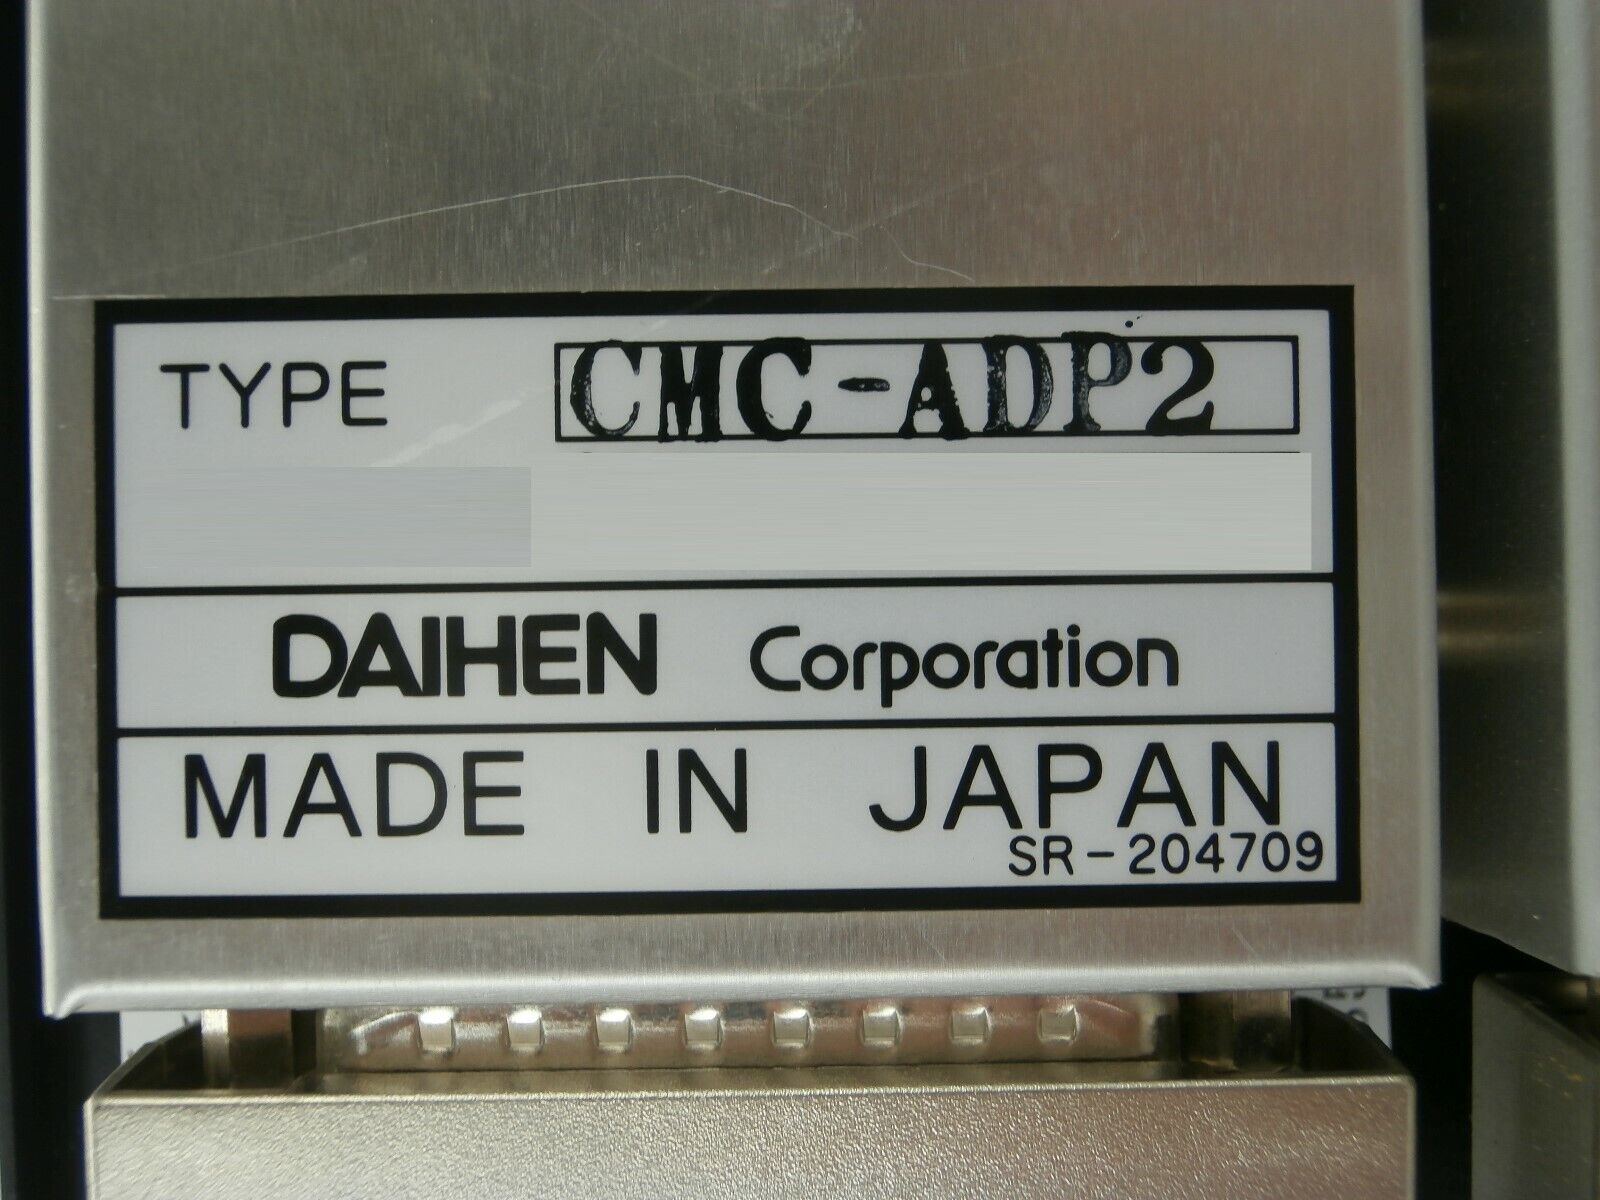 TYPE CMC-ADP2
DAIHEN Corporation
MADE IN JAPAN
SR-204709